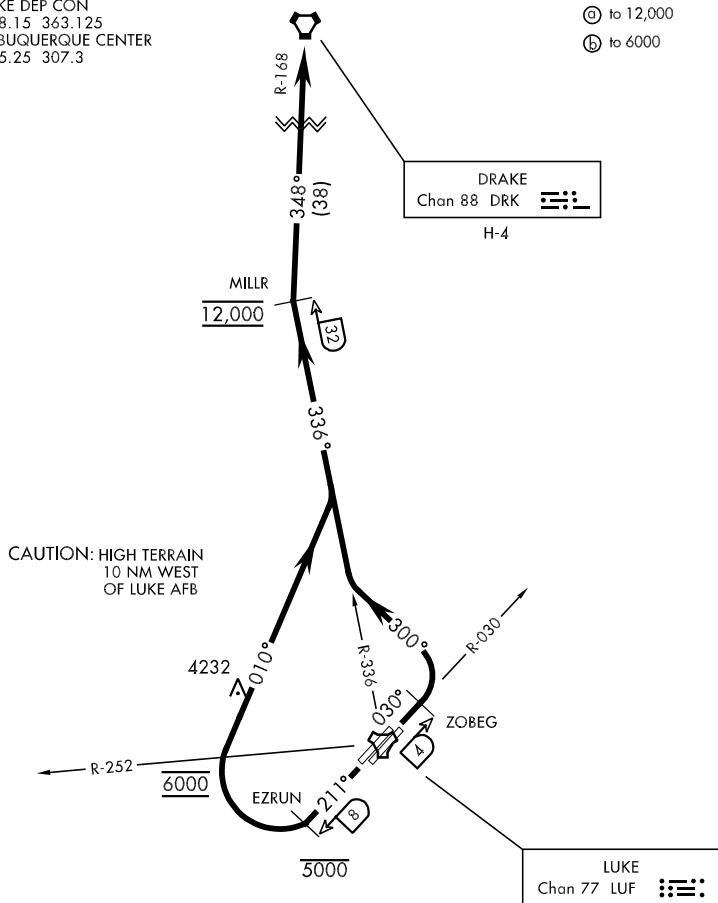 KE DEP CON
8.15 363.125
BUQUERQUE CENTER
5.25 307.3
ⓐ to 12,000
ⓑ to 6000
R-168
DRAKE
Chan 88 DRK
H-4
348°
(38)
MILLR
12,000
32
336°
CAUTION: HIGH TERRAIN
10 NM WEST
OF LUKE AFB
300°
R-030
R-336
010°
4232
030°
ZOBEG
4
R-252
6000
EZRUN
211°
8
5000
LUKE
Chan 77 LUF